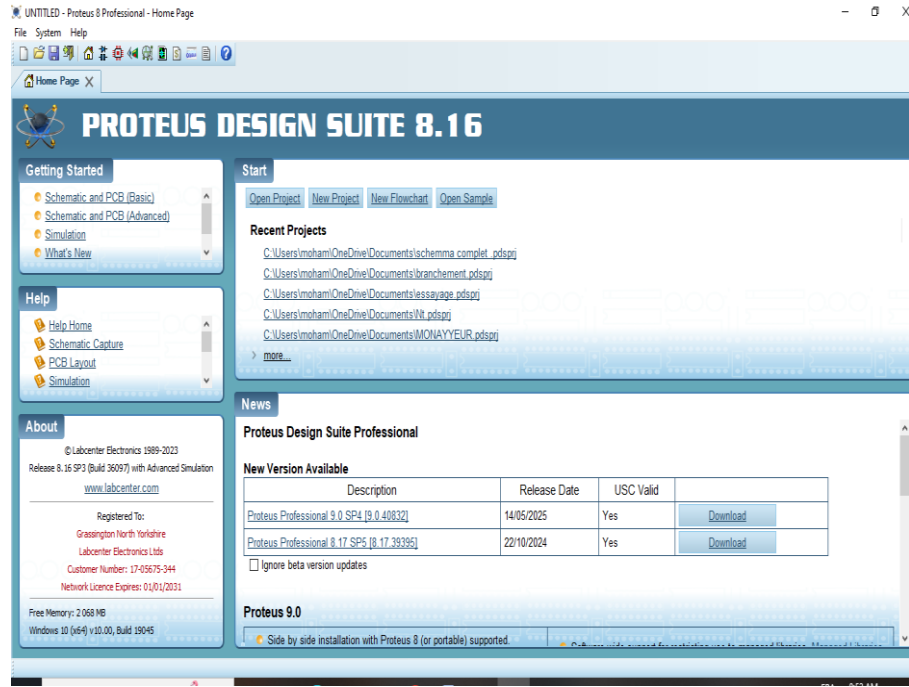 UNTITLED - Proteus 8 Professional - Home Page
File System Help
Home Page
PROTEUS DESIGN SUITE 8.16
Getting Started
Schematic and PCB (Basic)
Schematic and PCB (Advanced)
Simulation
What's New
Help
Help Home
Schematic Capture
PCB Layout
Simulation
About
© Labcenter Electronics 1989-2023
Release 8.16 SP3 (Build 36097) with Advanced Simulation
www.labcenter.com
Registered To:
Grassington North Yorkshire
Labcenter Electronics Ltds
Customer Number: 17-05675-344
Network Licence Expires: 01/01/2031
Free Memory: 2 068 MB
Windows 10 (x64) v10.00, Build 19045
Start
Open Project New Project New Flowchart Open Sample
Recent Projects
C:\Users\moham\OneDrive\Documents\schemma complet .pdsprj
C:\Users\moham\OneDrive\Documents\branchement.pdsprj
C:\Users\moham\OneDrive\Documents\essayage.pdsprj
C:\Users\moham\OneDrive\Documents\Nt.pdsprj
C:\Users\moham\OneDrive\Documents\MONAYYEUR.pdsprj
more...
News
Proteus Design Suite Professional
New Version Available
Description Release Date USC Valid
Proteus Professional 9.0 SP4 [9.0.40832] 14/05/2025 Yes Download
Proteus Professional 8.17 SP5 [8.17.39395] 22/10/2024 Yes Download
Ignore beta version updates
Proteus 9.0
Side by side installation with Proteus 8 (or portable) supported.